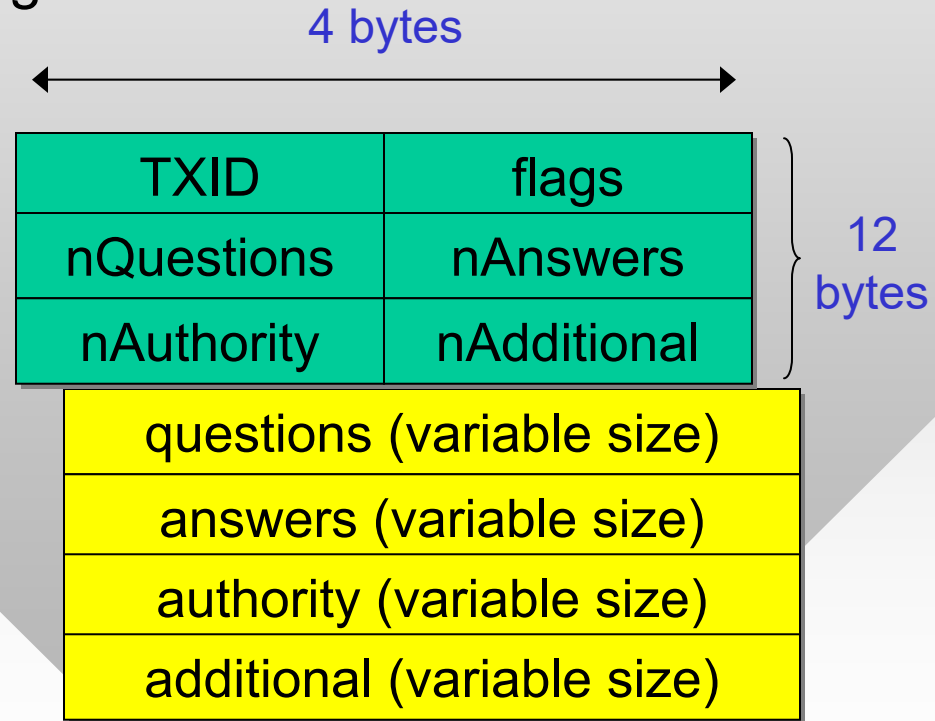 4 bytes
TXID flags
nQuestions nAnswers
12
bytes
nAuthority nAdditional
questions (variable size)
answers (variable size)
authority (variable size)
additional (variable size)